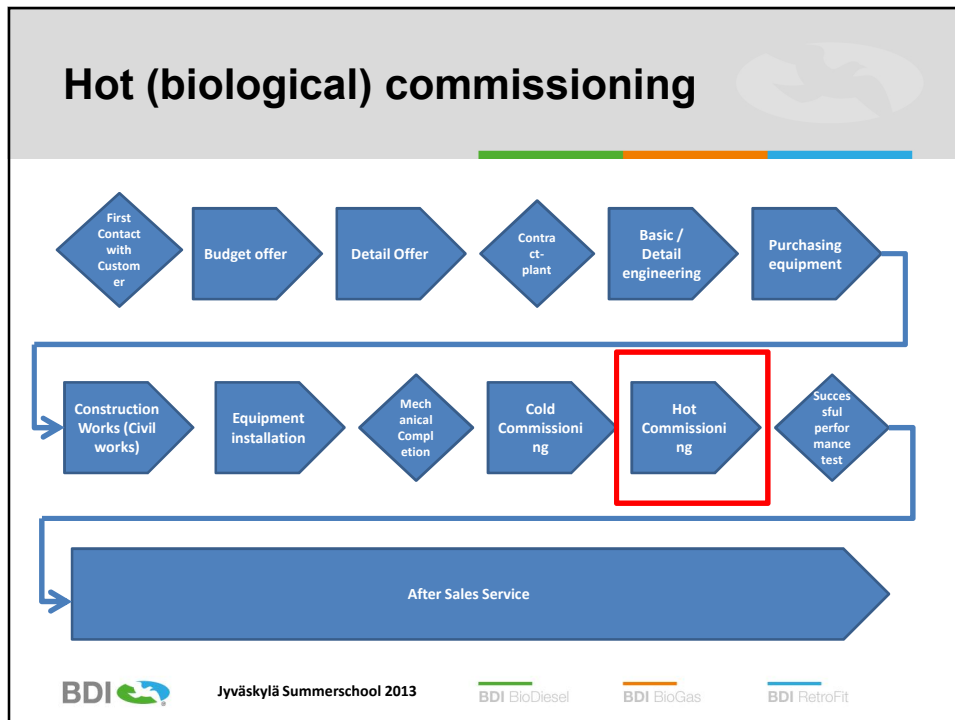 Hot (biological) commissioning
First
Contact
with
Custom
er
Budget offer
Detail Offer
Contra
ct-
plant
Basic /
Detail
engineering
Purchasing
equipment
Construction
Works (Civil
works)
Equipment
installation
Mech
anical
Compl
etion
Cold
Commissioni
ng
Hot
Commissioni
ng
Succes
sful
perfor
mance
test
After Sales Service
BDI
Jyväskylä Summerschool 2013
BDI BioDiesel
BDI BioGas
BDI RetroFit